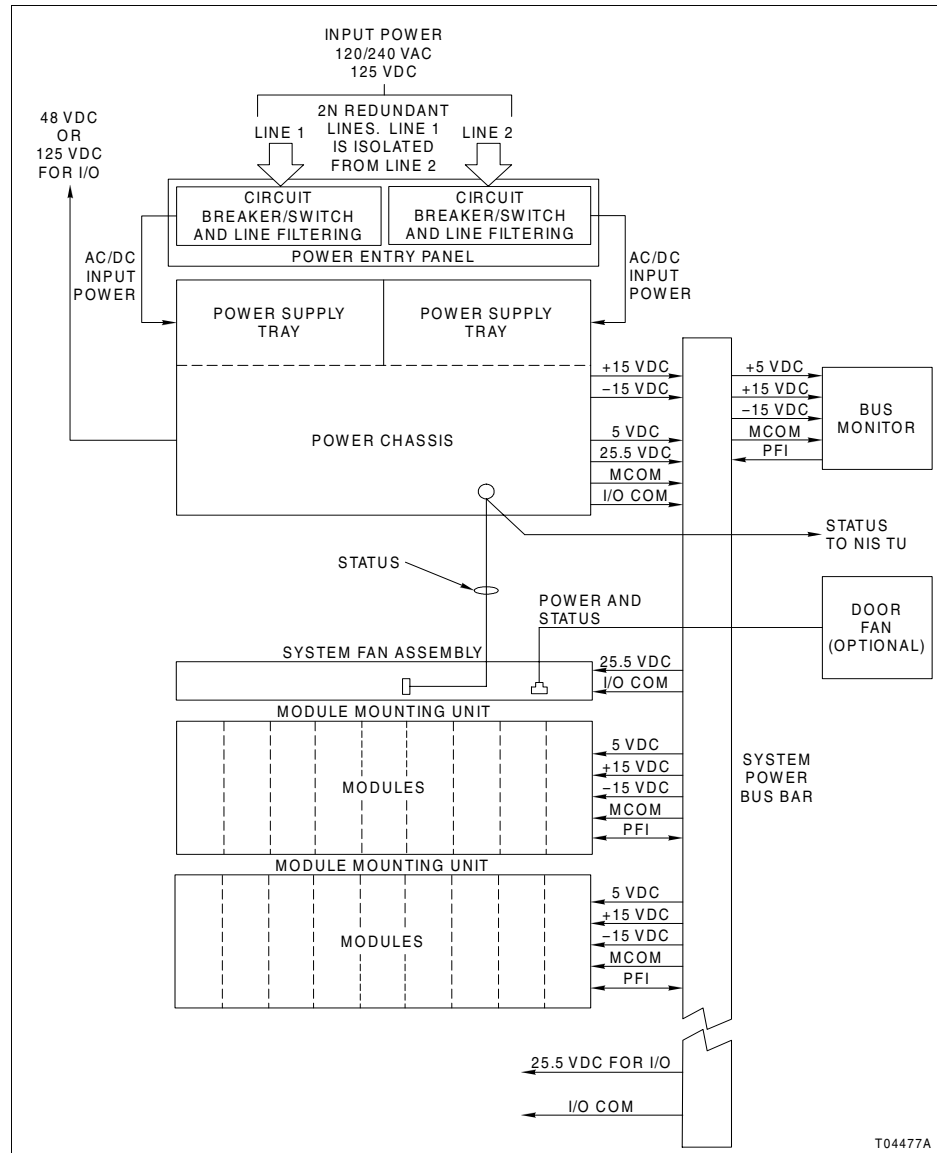 INPUT POWER
120/240 VAC
125 VDC
48 VDC
OR
125 VDC
FOR I/O
LINE 1
2N REDUNDANT
LINES. LINE 1
IS ISOLATED
FROM LINE 2
LINE 2
CIRCUIT
BREAKER/SWITCH
AND LINE FILTERING
CIRCUIT
BREAKER/SWITCH
AND LINE FILTERING
POWER ENTRY PANEL
AC/DC
INPUT
POWER
AC/DC
INPUT
POWER
POWER SUPPLY
TRAY
POWER SUPPLY
TRAY
POWER CHASSIS
+15 VDC
–15 VDC
5 VDC
25.5 VDC
MCOM
I/O COM
+5 VDC
+15 VDC
–15 VDC
MCOM
PFI
BUS
MONITOR
STATUS
TO NIS TU
STATUS
POWER AND
STATUS
DOOR
FAN
(OPTIONAL)
SYSTEM FAN ASSEMBLY
25.5 VDC
I/O COM
MODULE MOUNTING UNIT
MODULES
5 VDC
+15 VDC
–15 VDC
MCOM
PFI
SYSTEM
POWER
BUS BAR
MODULE MOUNTING UNIT
MODULES
5 VDC
+15 VDC
–15 VDC
MCOM
PFI
25.5 VDC FOR I/O
I/O COM
T04477A